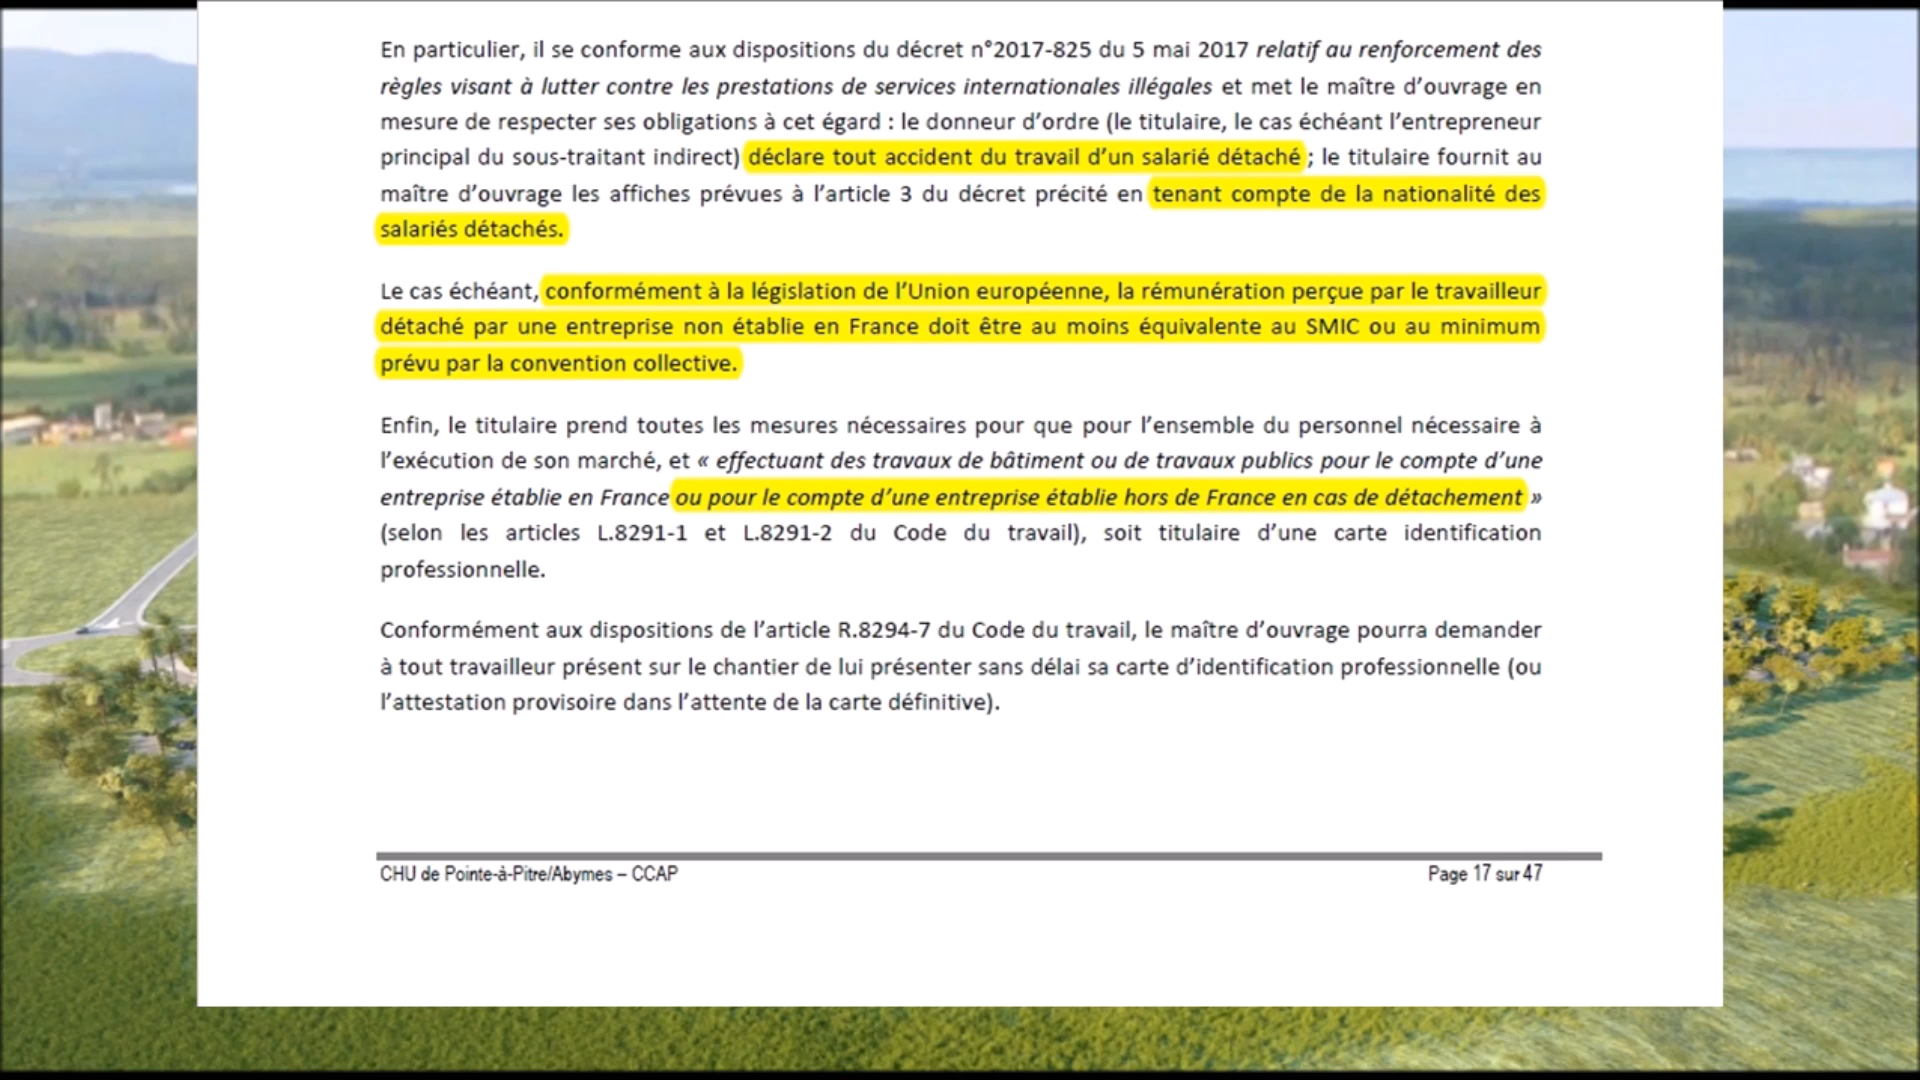 En particulier, il se conforme aux dispositions du décret n°2017-825 du 5 mai 2017 relatif au renforcement des
règles visant à lutter contre les prestations de services internationales illégales et met le maître d’ouvrage en
mesure de respecter ses obligations à cet égard : le donneur d’ordre (le titulaire, le cas échéant l’entrepreneur
principal du sous-traitant indirect) déclare tout accident du travail d’un salarié détaché ; le titulaire fournit au
maître d’ouvrage les affiches prévues à l’article 3 du décret précité en tenant compte de la nationalité des
salariés détachés.
Le cas échéant, conformément à la législation de l’Union européenne, la rémunération perçue par le travailleur
détaché par une entreprise non établie en France doit être au moins équivalente au SMIC ou au minimum
prévu par la convention collective.
Enfin, le titulaire prend toutes les mesures nécessaires pour que pour l’ensemble du personnel nécessaire à
l’exécution de son marché, et « effectuant des travaux de bâtiment ou de travaux publics pour le compte d’une
entreprise établie en France ou pour le compte d’une entreprise établie hors de France en cas de détachement »
(selon les articles L.8291-1 et L.8291-2 du Code du travail), soit titulaire d’une carte identification
professionnelle.
Conformément aux dispositions de l’article R.8294-7 du Code du travail, le maître d’ouvrage pourra demander
à tout travailleur présent sur le chantier de lui présenter sans délai sa carte d’identification professionnelle (ou
l’attestation provisoire dans l’attente de la carte définitive).
CHU de Pointe-à-Pitre/Abymes – CCAP
Page 17 sur 47